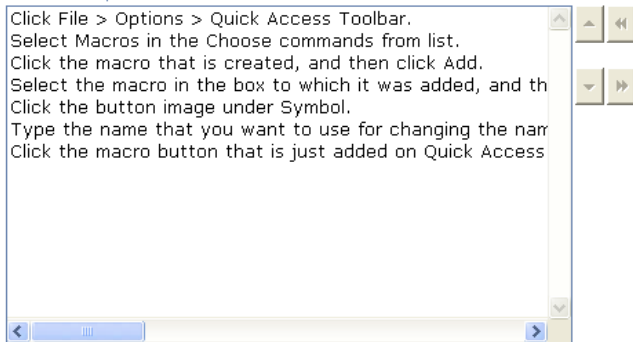 Click File > Options > Quick Access Toolbar.
Select Macros in the Choose commands from list.
Click the macro that is created, and then click Add.
Select the macro in the box to which it was added, and th
Click the button image under Symbol.
Type the name that you want to use for changing the nam
Click the macro button that is just added on Quick Access